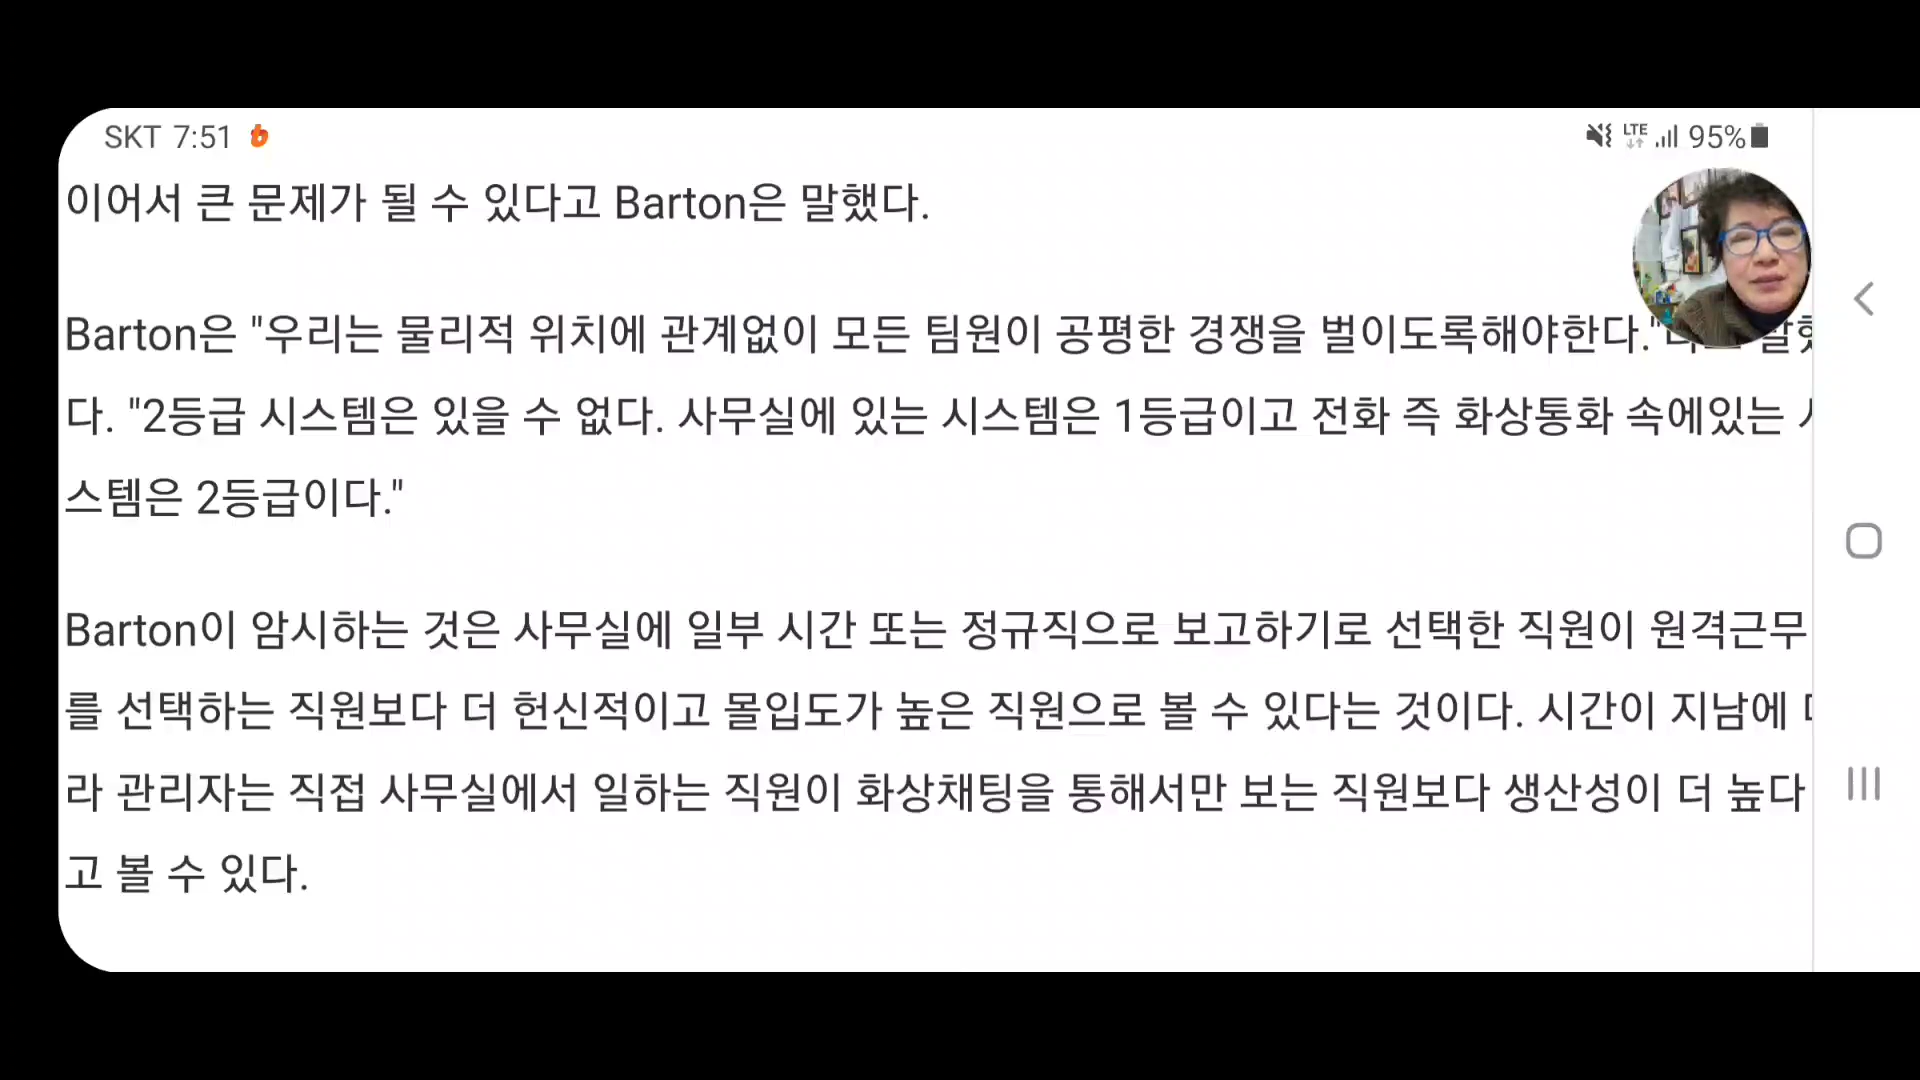 SKT 7:51
LTE 95%
이어서 큰 문제가 될 수 있다고 Barton은 말했다.
Barton은 "우리는 물리적 위치에 관계없이 모든 팀원이 공평한 경쟁을 벌이도록해야한다."
다. "2등급 시스템은 있을 수 없다. 사무실에 있는 시스템은 1등급이고 전화 즉 화상통화 속에있는
스템은 2등급이다."
Barton이 암시하는 것은 사무실에 일부 시간 또는 정규직으로 보고하기로 선택한 직원이 원격근무
를 선택하는 직원보다 더 헌신적이고 몰입도가 높은 직원으로 볼 수 있다는 것이다. 시간이 지남에
라 관리자는 직접 사무실에서 일하는 직원이 화상채팅을 통해서만 보는 직원보다 생산성이 더 높다
고 볼 수 있다.